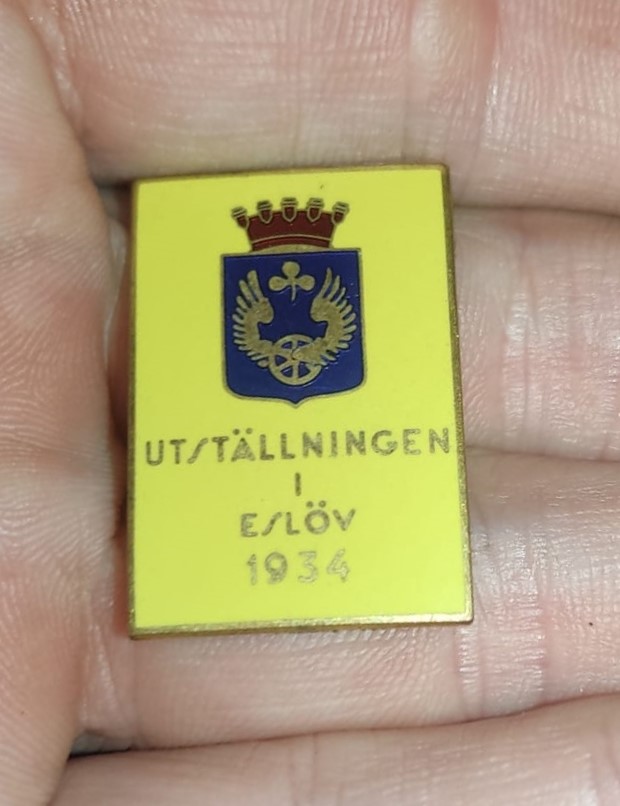 UTSTÄLLNINGEN
I
ESLÖV
1934